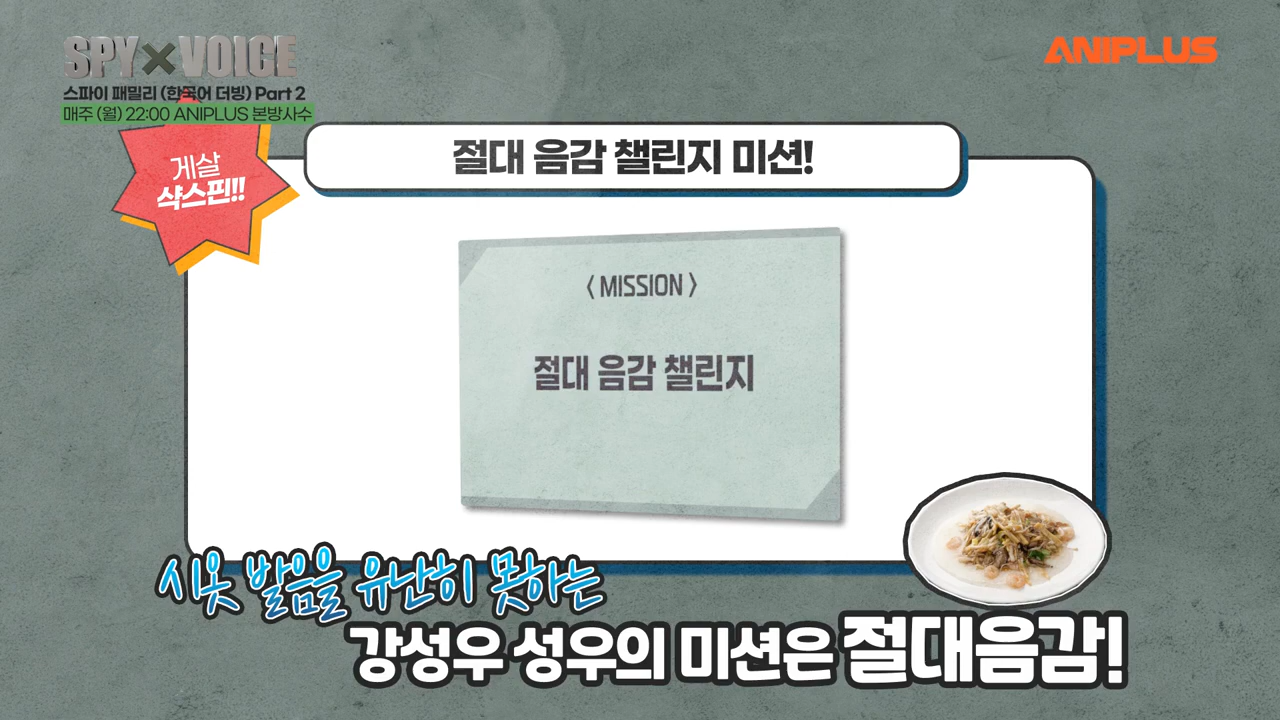 SPY×VOICE
ANIPLUS
스파이 패밀리 (한국어 더빙) Part 2
매주 (월) 22:00 ANIPLUS 본방사수
게살
샥스핀!!
절대 음감 챌린지 미션!
〈 MISSION 〉
절대 음감 챌린지
시옷 발음을 유난히 못하는
강성우 성우의 미션은 절대음감!